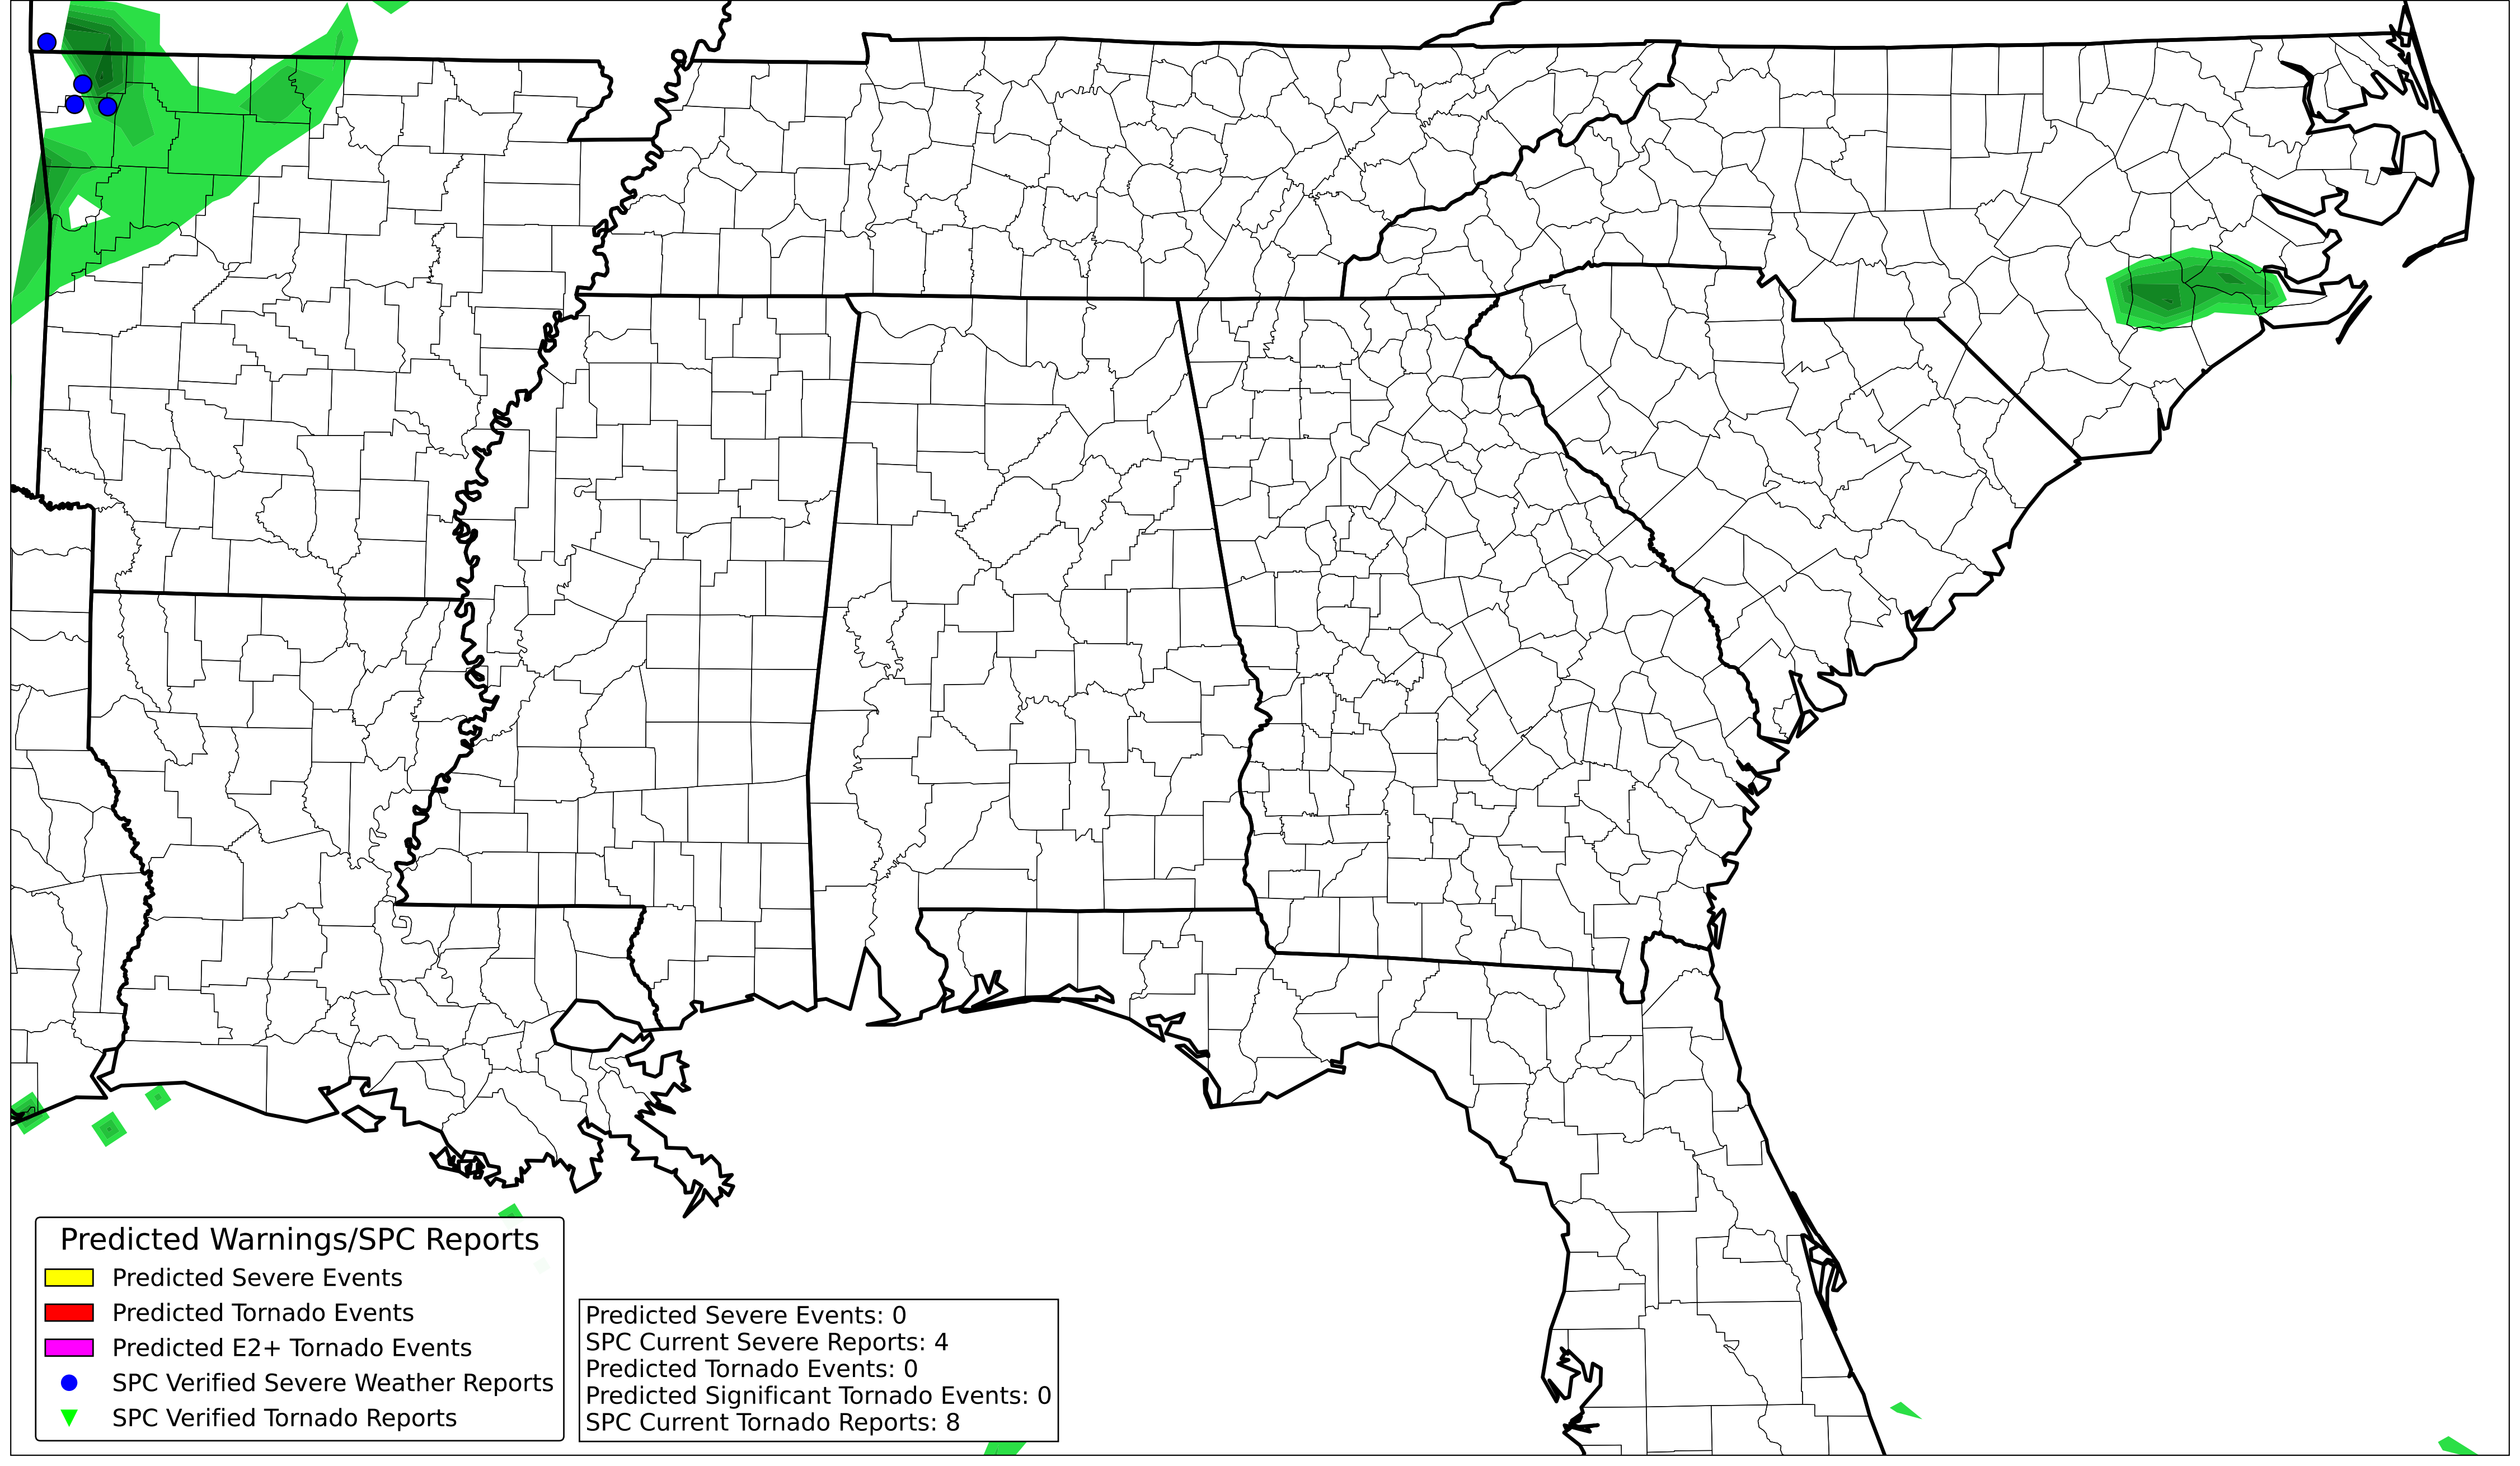 Predicted Warnings/SPC Reports
Predicted Severe Events
Predicted Tornado Events
Predicted E2+ Tornado Events
SPC Verified Severe Weather Reports
SPC Verified Tornado Reports
Predicted Severe Events: 0
SPC Current Severe Reports: 4
Predicted Tornado Events: 0
Predicted Significant Tornado Events: 0
SPC Current Tornado Reports: 8